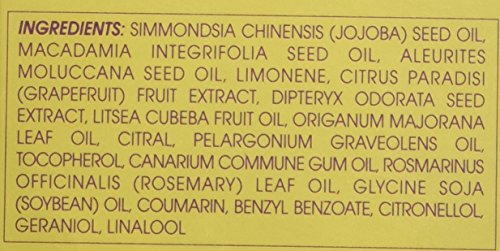 INGREDIENTS: SIMMONDSIA CHINENSIS (JOJOBA) SEED OIL,
MACADAMIA INTEGRIFOLIA SEED OIL, ALEURITES
MOLUCCANA SEED OIL, LIMONENE, CITRUS PARADISI
(GRAPEFRUIT) FRUIT EXTRACT, DIPTERYX ODORATA SEED
EXTRACT, LITSEA CUBEBA FRUIT OIL, ORIGANUM MAJORANA
LEAF OIL, CITRAL, PELARGONIUM GRAVEOLENS OIL,
TOCOPHEROL, CANARIUM COMMUNE GUM OIL, ROSMARINUS
OFFICINALIS (ROSEMARY) LEAF OIL, GLYCINE SOJA
(SOYBEAN) OIL, COUMARIN, BENZYL BENZOATE, CITRONELLOL,
GERANIOL, LINALOOL